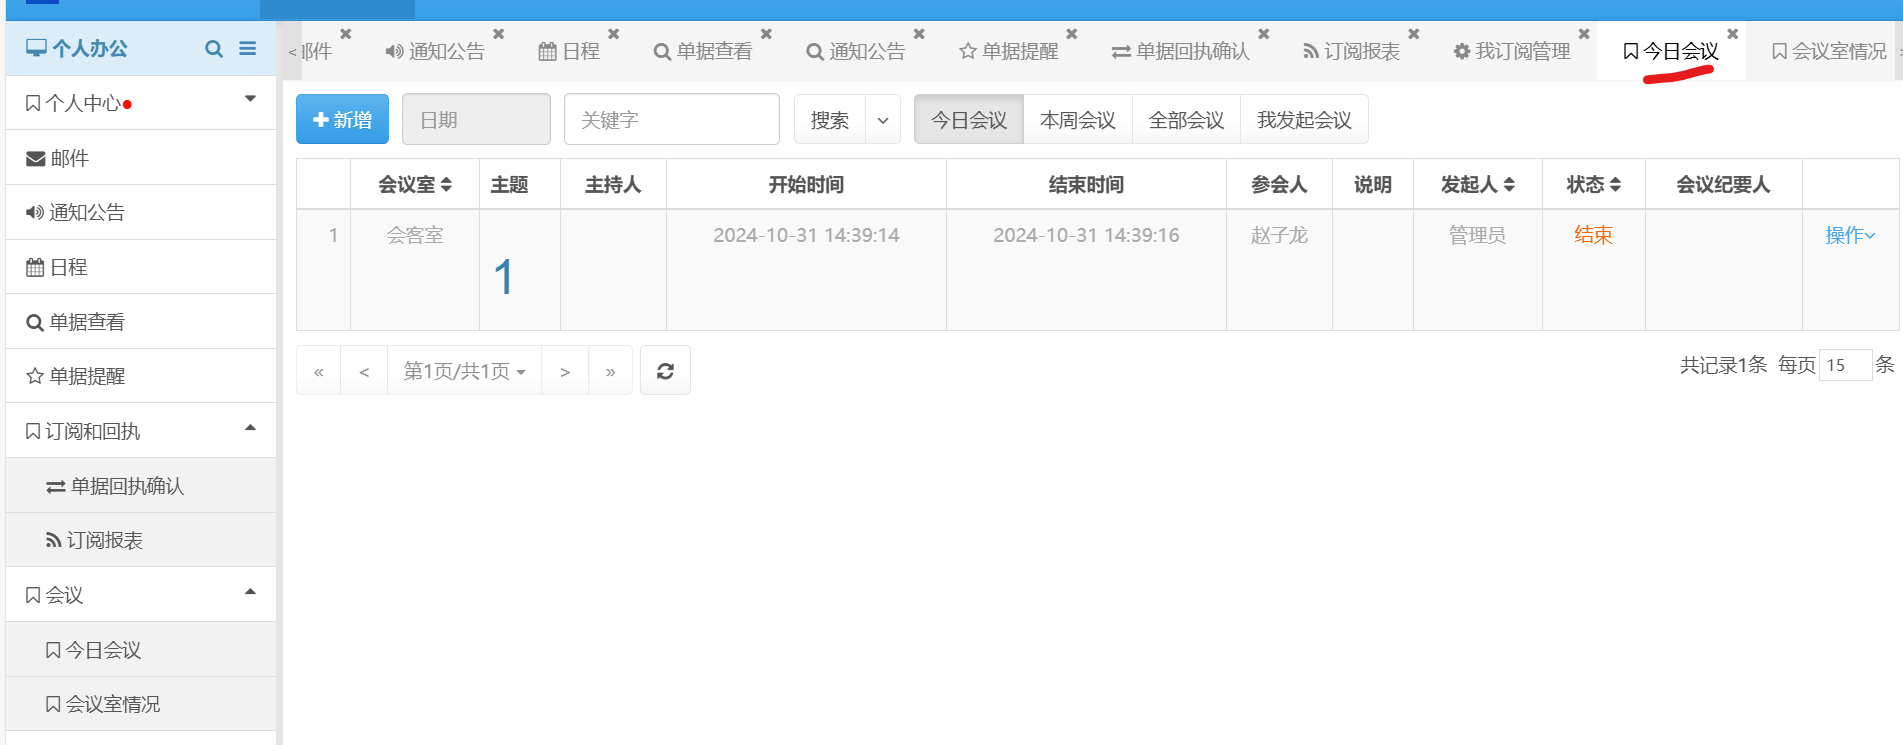 个人办公
个人中心
邮件
通知公告
日程
单据查看
单据提醒
订阅和回执
单据回执确认
订阅报表
会议
今日会议
会议室情况
< 邮件 通知公告 日程 单据查看 通知公告 单据提醒 单据回执确认 订阅报表 我订阅管理 今日会议 会议室情况
新增 日期 关键字 搜索 今日会议 本周会议 全部会议 我发起会议
会议室 主题 主持人 开始时间 结束时间 参会人 说明 发起人 状态 会议纪要人
1 会客室 1 2024-10-31 14:39:14 2024-10-31 14:39:16 赵子龙 管理员 结束 操作
« < 第1页/共1页 > » 共记录1条 每页 15 条